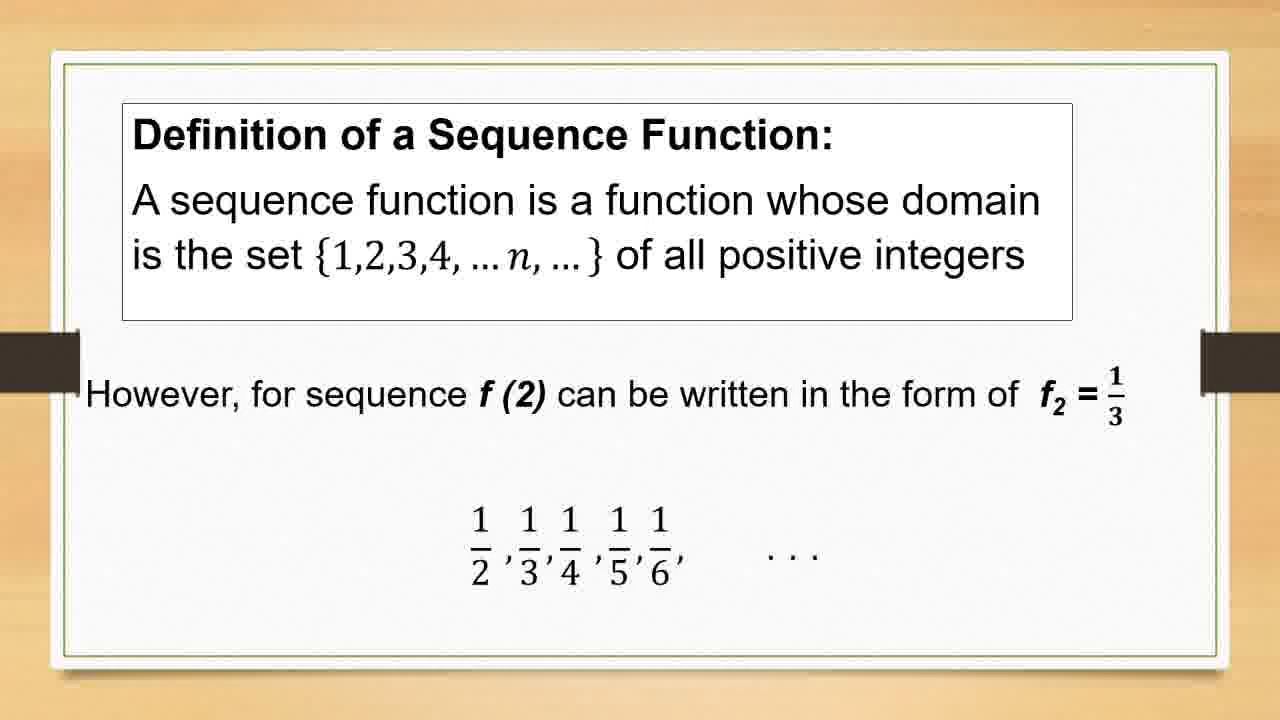 Definition of a Sequence Function:
A sequence function is a function whose domain
is the set {1,2,3,4, … n, … } of all positive integers
However, for sequence f (2) can be written in the form of f₂ = 1/3
1/2 , 1/3 , 1/4 , 1/5 , 1/6 , . . .